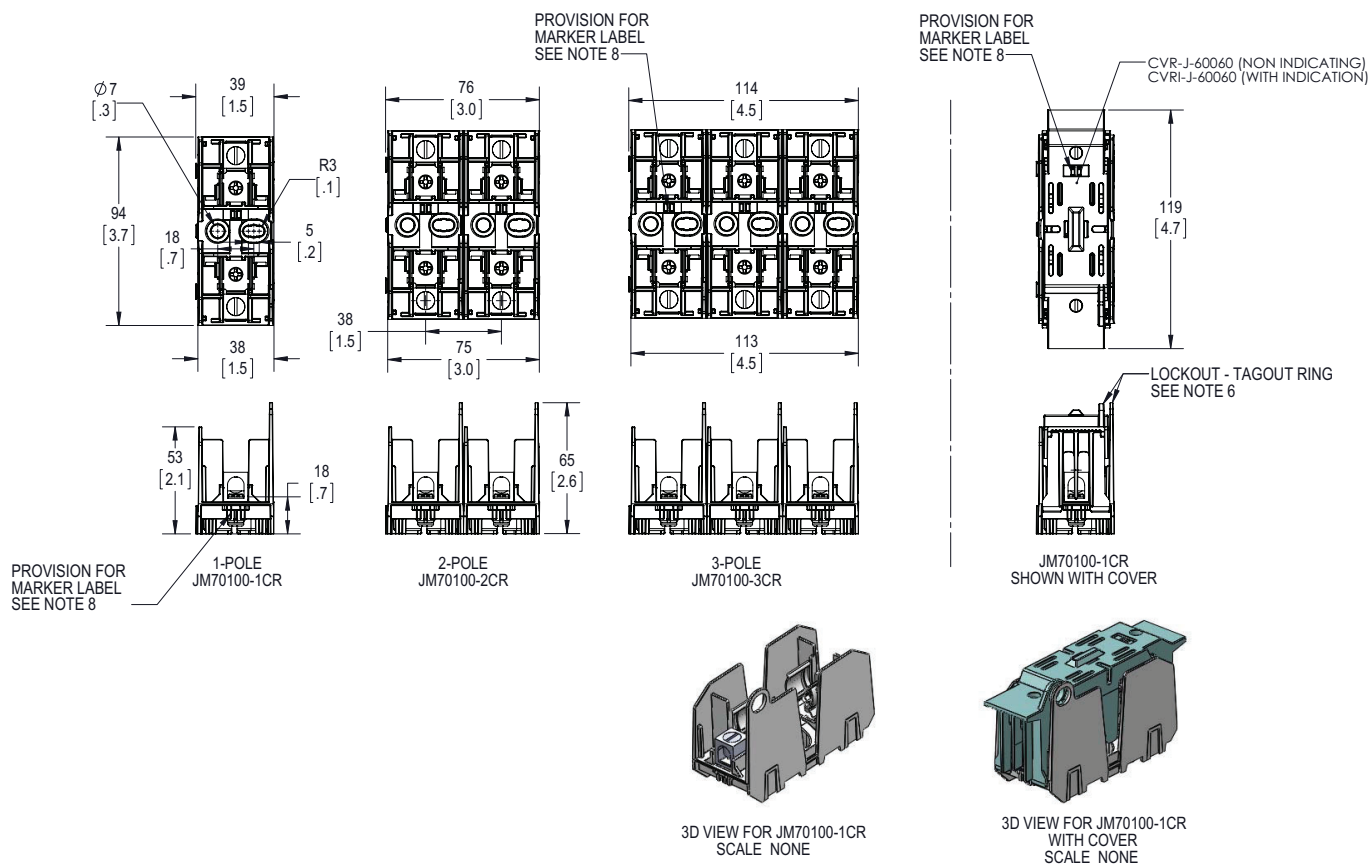 PROVISION FOR
MARKER LABEL
SEE NOTE 8
PROVISION FOR
MARKER LABEL
SEE NOTE 8
CVR-J-60060 (NON INDICATING)
CVRI-J-60060 (WITH INDICATION)
Ø7
[.3]
39
[1.5]
76
[3.0]
114
[4.5]
R3
[.1]
94
[3.7]
18
[.7]
5
[.2]
119
[4.7]
38
[1.5]
38
[1.5]
75
[3.0]
113
[4.5]
LOCKOUT - TAGOUT RING
SEE NOTE 6
53
[2.1]
18
[.7]
65
[2.6]
PROVISION FOR
MARKER LABEL
SEE NOTE 8
1-POLE
JM70100-1CR
2-POLE
JM70100-2CR
3-POLE
JM70100-3CR
JM70100-1CR
SHOWN WITH COVER
3D VIEW FOR JM70100-1CR
SCALE NONE
3D VIEW FOR JM70100-1CR
WITH COVER
SCALE NONE